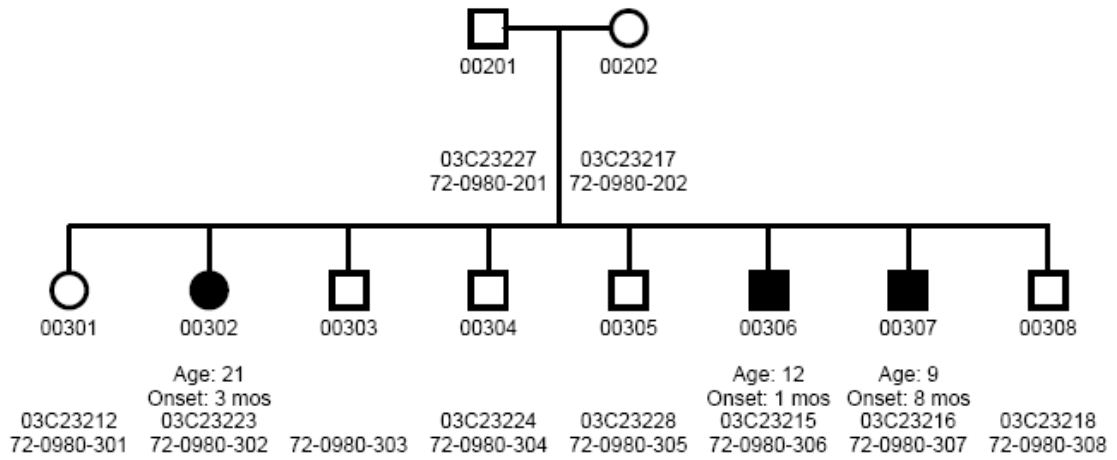 00201 00202
03C23227 03C23217
72-0980-201 72-0980-202
00301 00302 00303 00304 00305 00306 00307 00308
Age: 21 Age: 12 Age: 9
Onset: 3 mos Onset: 1 mos Onset: 8 mos
03C23212 03C23223 03C23224 03C23228 03C23215 03C23216 03C23218
72-0980-301 72-0980-302 72-0980-303 72-0980-304 72-0980-305 72-0980-306 72-0980-307 72-0980-308